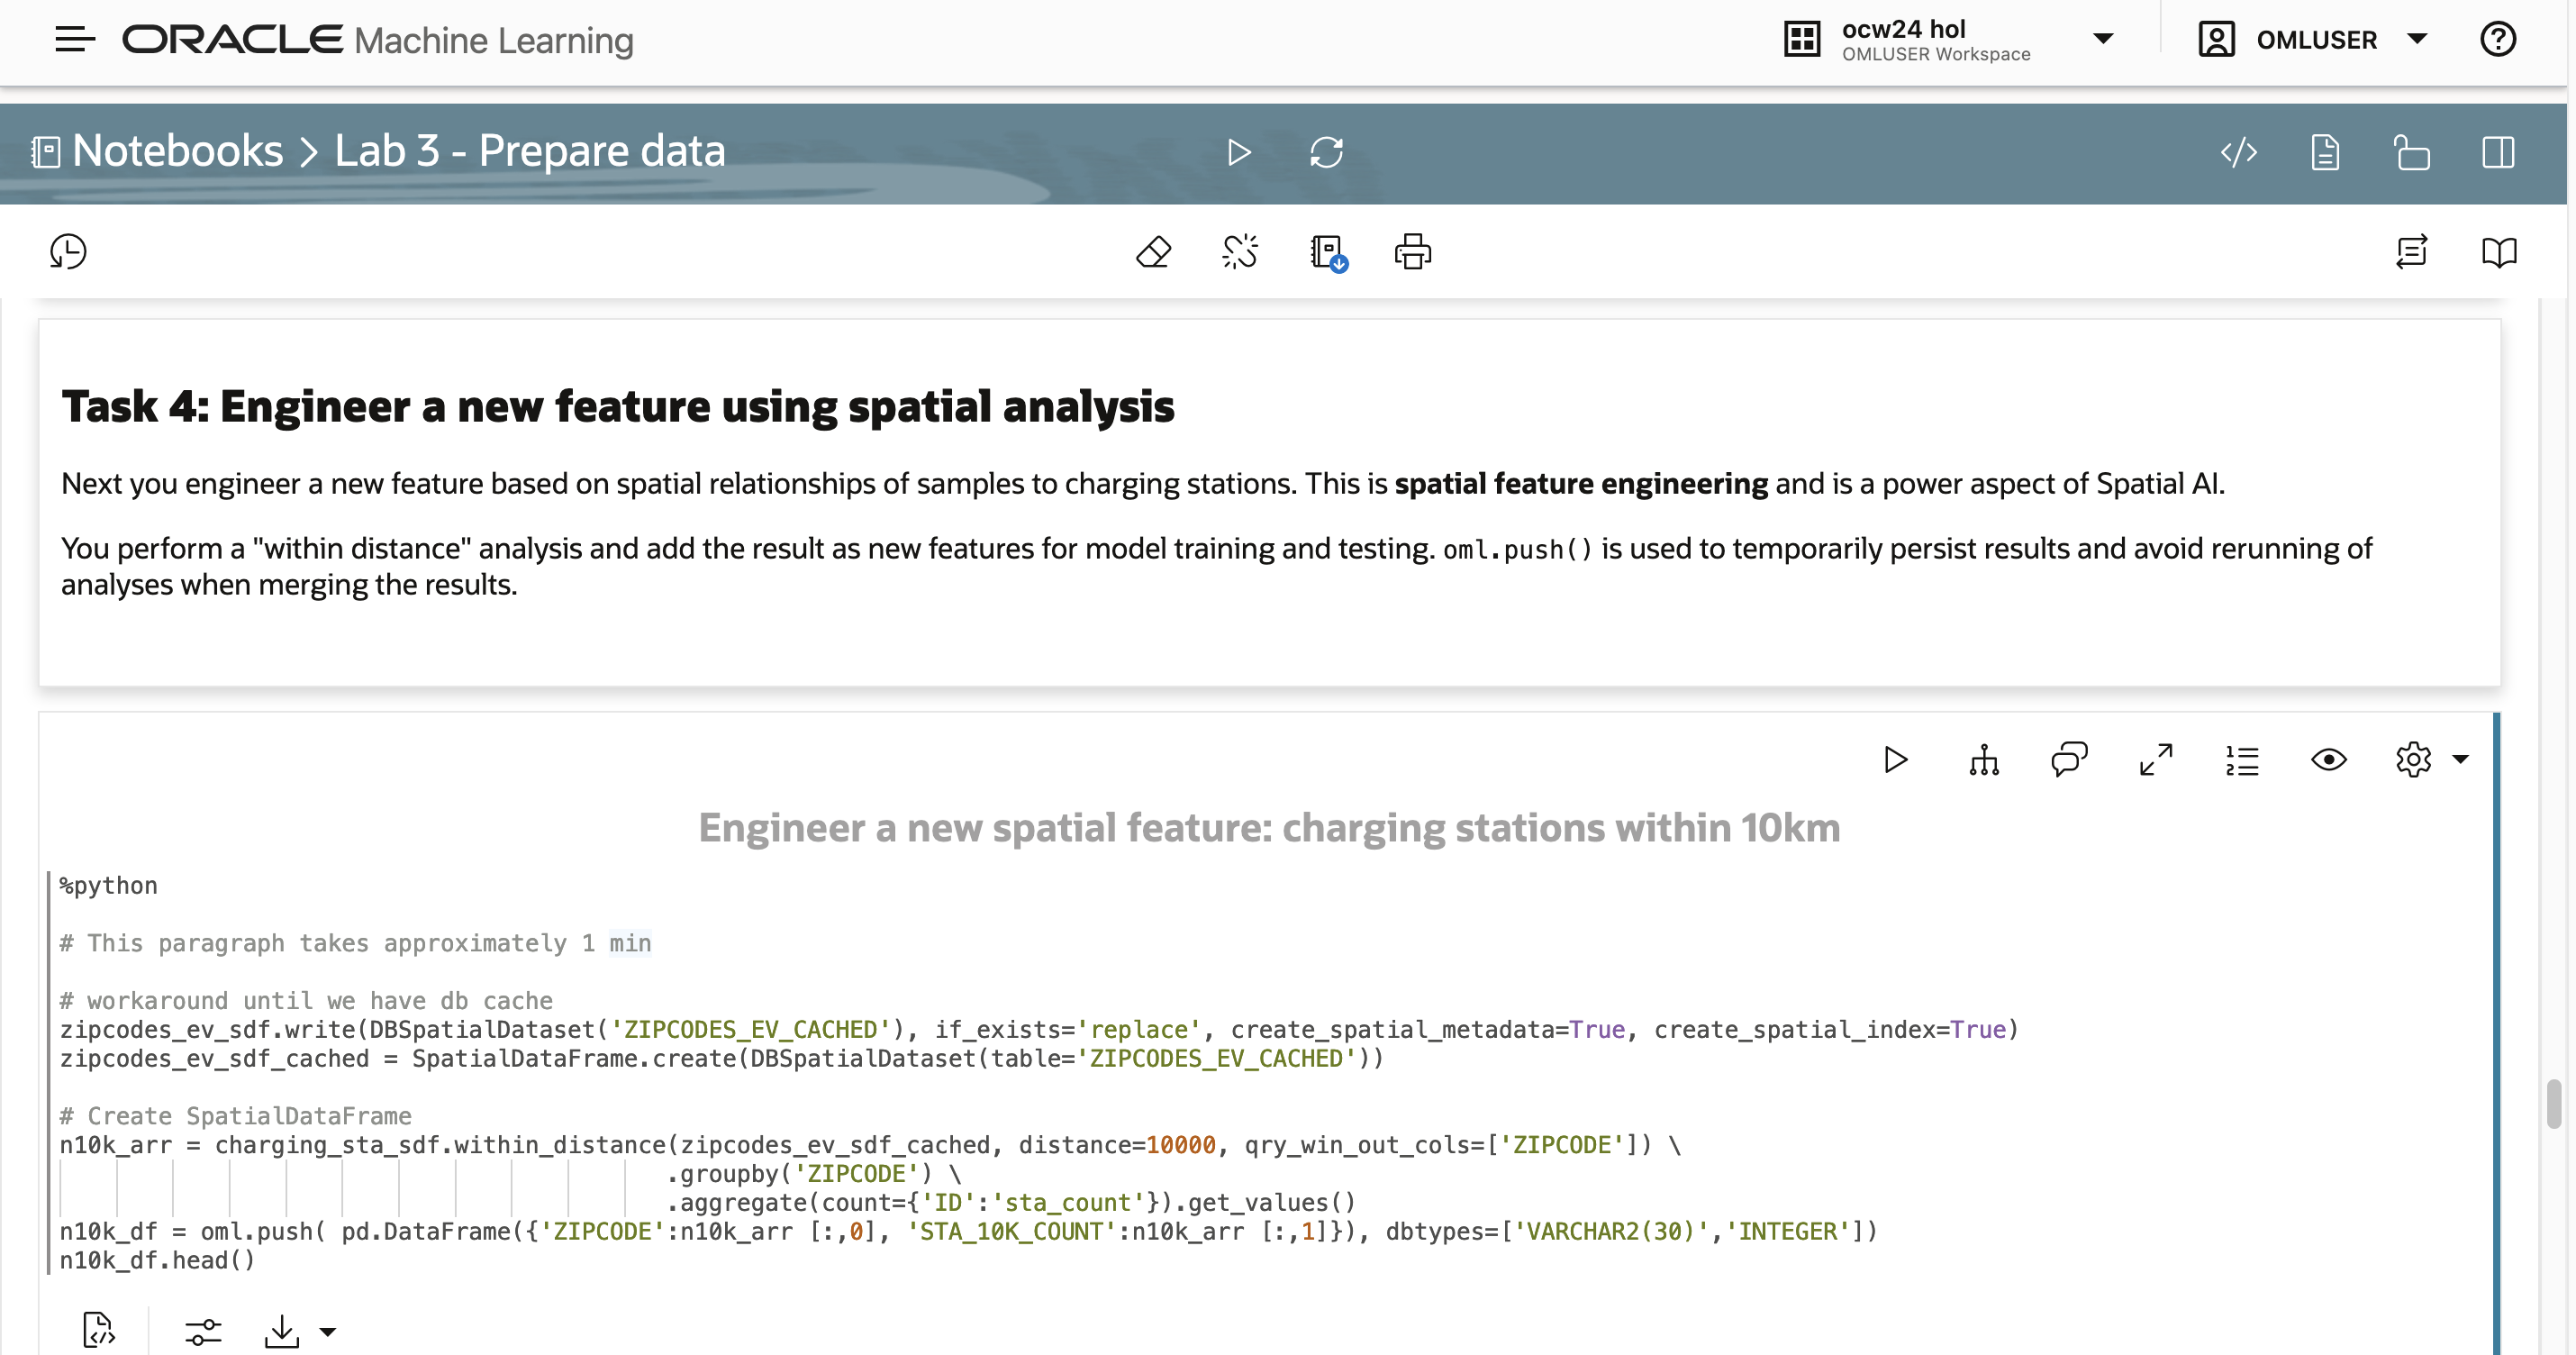 ORACLE Machine Learning
ocw24 hol
OMLUSER Workspace
OMLUSER
Notebooks > Lab 3 - Prepare data
Task 4: Engineer a new feature using spatial analysis
Next you engineer a new feature based on spatial relationships of samples to charging stations. This is spatial feature engineering and is a power aspect of Spatial AI.
You perform a "within distance" analysis and add the result as new features for model training and testing. oml.push() is used to temporarily persist results and avoid rerunning of
analyses when merging the results.
Engineer a new spatial feature: charging stations within 10km
%python
# This paragraph takes approximately 1 min
# workaround until we have db cache
zipcodes_ev_sdf.write(DBSpatialDataset('ZIPCODES_EV_CACHED'), if_exists='replace', create_spatial_metadata=True, create_spatial_index=True)
zipcodes_ev_sdf_cached = SpatialDataFrame.create(DBSpatialDataset(table='ZIPCODES_EV_CACHED'))
# Create SpatialDataFrame
n10k_arr = charging_sta_sdf.within_distance(zipcodes_ev_sdf_cached, distance=10000, qry_win_out_cols=['ZIPCODE']) \
.groupby('ZIPCODE') \
.aggregate(count={'ID':'sta_count'}).get_values()
n10k_df = oml.push( pd.DataFrame({'ZIPCODE':n10k_arr [:,0], 'STA_10K_COUNT':n10k_arr [:,1]}), dbtypes=['VARCHAR2(30)','INTEGER'])
n10k_df.head()